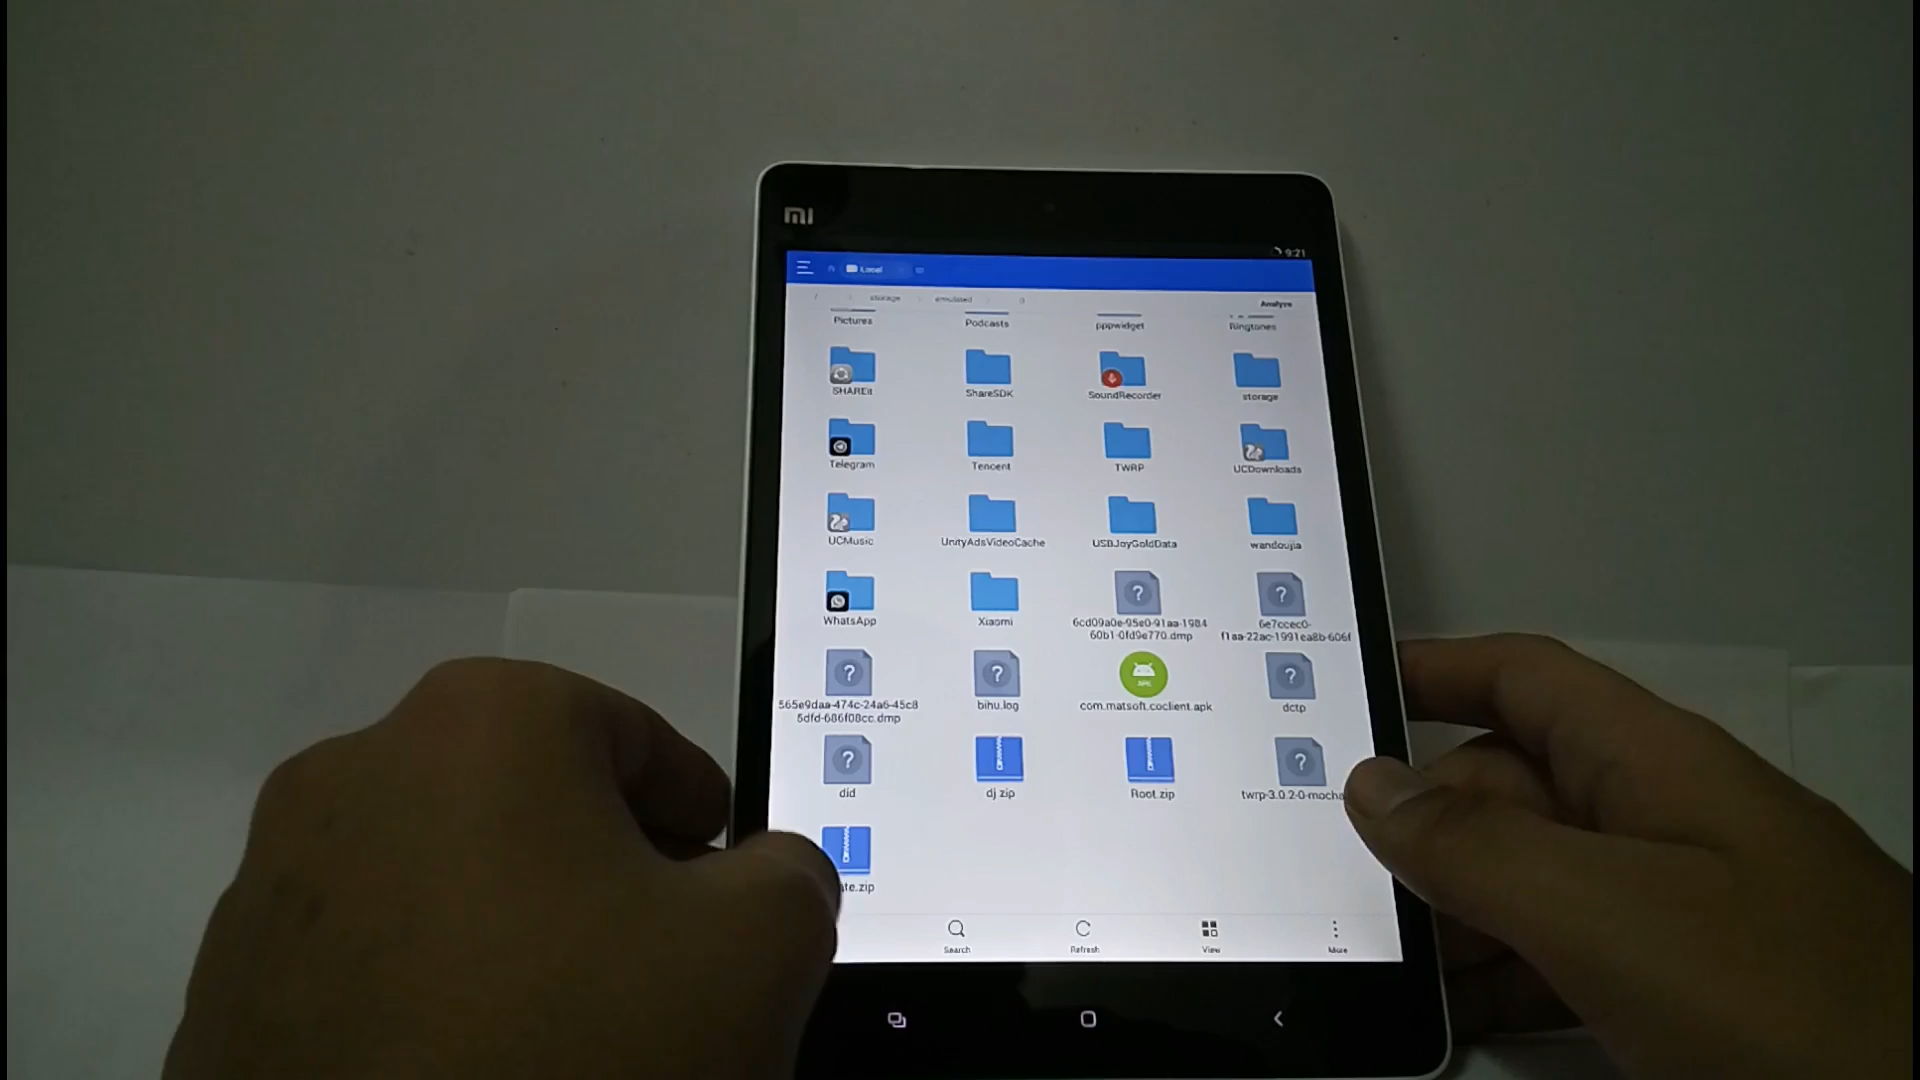 mi
9:21
Local
/ storage emulated 0
Analyze
Pictures Podcasts pppwidget Ringtones
SHAREit ShareSDK SoundRecorder storage
Telegram Tencent TWRP UCDownloads
UCMusic UnityAdsVideoCache USBJoyGoldData wandoujia
WhatsApp Xiaomi
6cd09a0e-95e0-91aa-1984
60b1-0fd9e770.dmp
6e7ccec0-
f1aa-22ac-1991ea8b-606f
565e9daa-474c-24a6-45c8
5dfd-686f08cc.dmp
bihu.log com.matsoft.coclient.apk dctp
did dj.zip Root.zip twrp-3.0.2-0-mocha
te.zip
Search Refresh View More